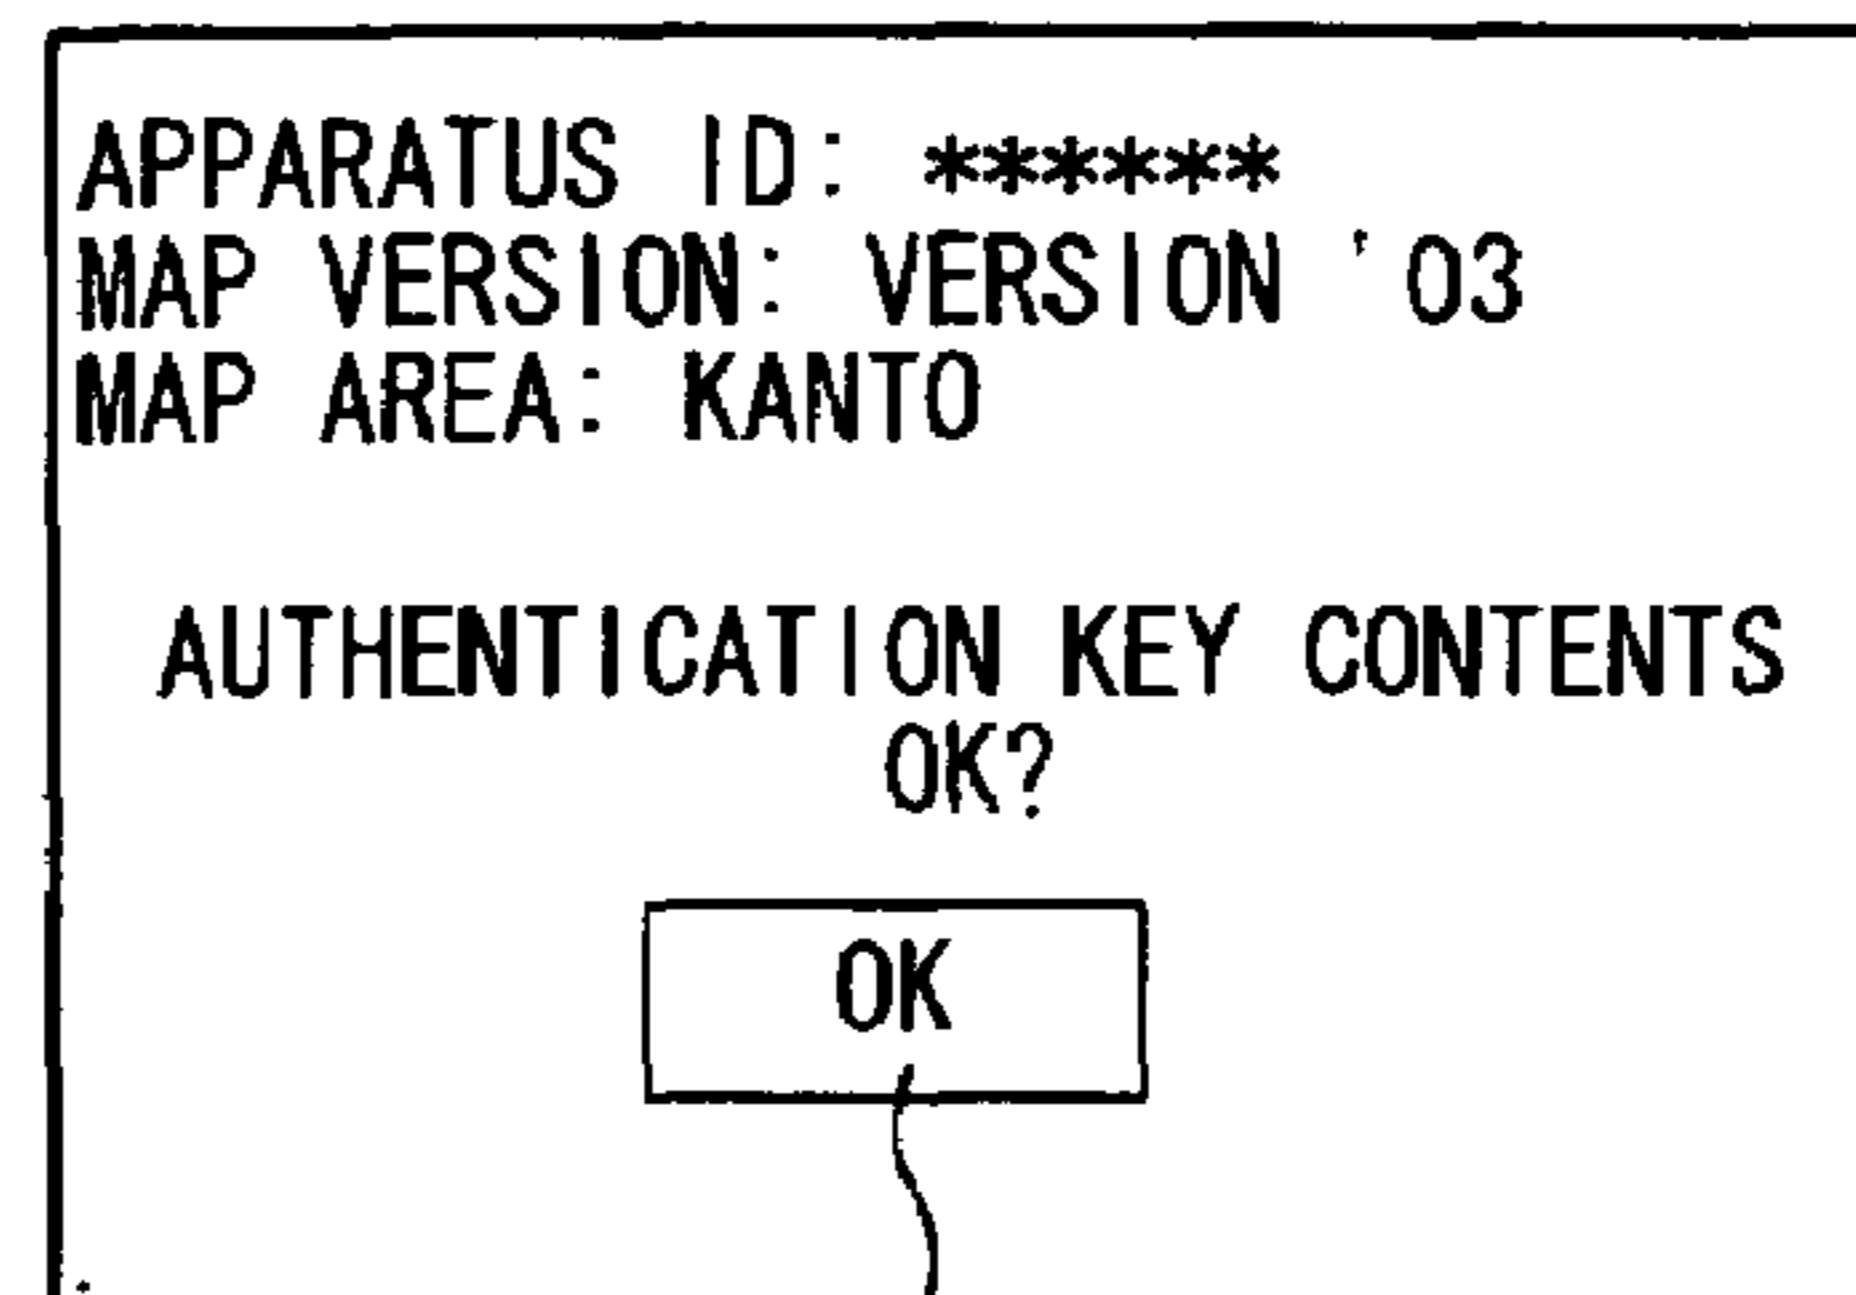 APPARATUS ID: ******
MAP VERSION: VERSION '03
MAP AREA: KANTO
AUTHENTICATION KEY CONTENTS
OK?
OK